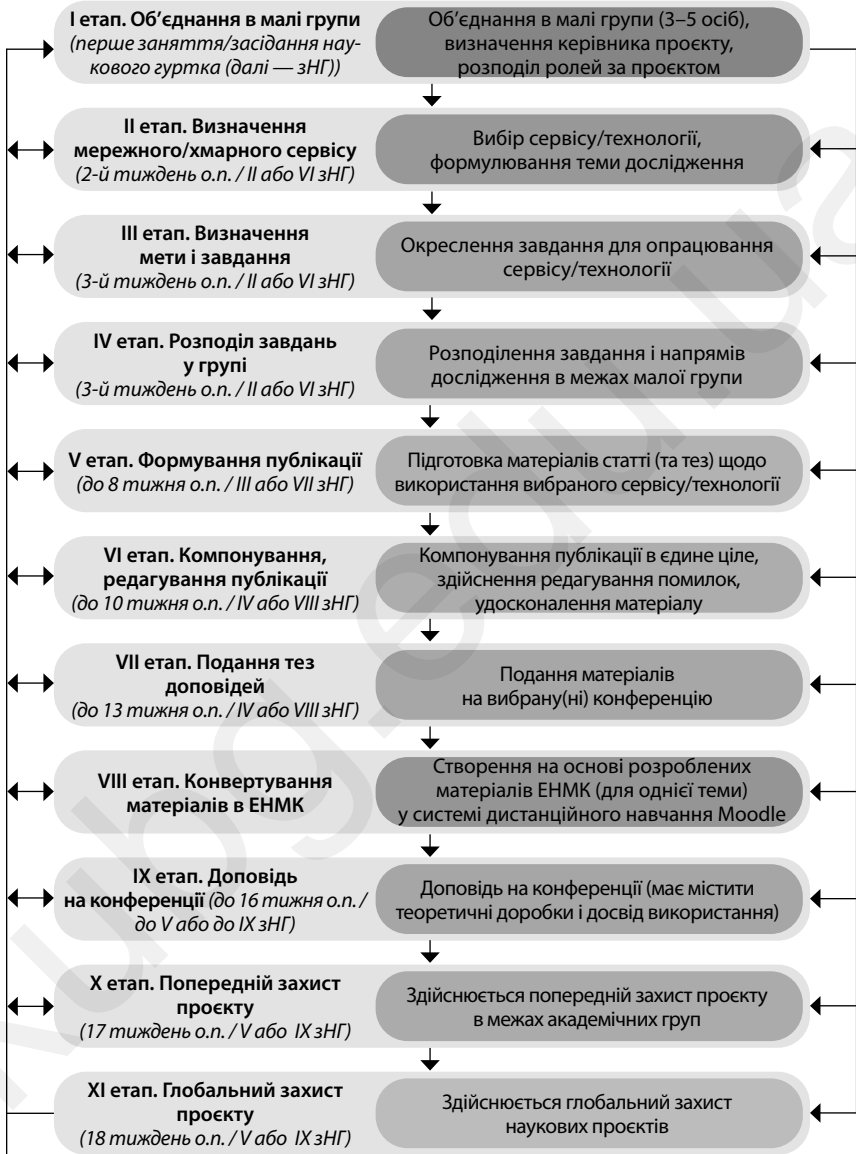 І етап. Об’єднання в малі групи
(перше заняття/засідання нау-
кового гуртка (далі — зНГ))
Об’єднання в малі групи (3–5 осіб),
визначення керівника проєкту,
розподіл ролей за проєктом
ІІ етап. Визначення
мережного/хмарного сервісу
(2-й тиждень о.п. / ІІ або VI зНГ)
Вибір сервісу/технології,
формулювання теми дослідження
ІІІ етап. Визначення
мети і завдання
(3-й тиждень о.п. / ІІ або VI зНГ)
Окреслення завдання для опрацювання
сервісу/технології
IV етап. Розподіл завдань
у групі
(3-й тиждень о.п. / ІІ або VI зНГ)
Розподілення завдання і напрямів
дослідження в межах малої групи
V етап. Формування публікації
(до 8 тижня о.п. / ІІІ або VII зНГ)
Підготовка матеріалів статті (та тез) щодо
використання вибраного сервісу/технології
VI етап. Компонування,
редагування публікації
(до 10 тижня о.п. / IV або VIII зНГ)
Компонування публікації в єдине ціле,
здійснення редагування помилок,
удосконалення матеріалу
VII етап. Подання тез
доповідей
(до 13 тижня о.п. / IV або VIII зНГ)
Подання матеріалів
на вибрану(ні) конференцію
VIII етап. Конвертування
матеріалів в ЕНМК
Створення на основі розроблених
матеріалів ЕНМК (для однієї теми)
у системі дистанційного навчання Moodle
IX етап. Доповідь
на конференції (до 16 тижня о.п. /
до V або до IX зНГ)
Доповідь на конференції (має містити
теоретичні доробки і досвід використання)
X етап. Попередній захист
проєкту
(17 тиждень о.п. / V або IX зНГ)
Здійснюється попередній захист проєкту
в межах академічних груп
XI етап. Глобальний захист
проєкту
(18 тиждень о.п. / V або IX зНГ)
Здійснюється глобальний захист
наукових проєктів
kubg.edu.ua